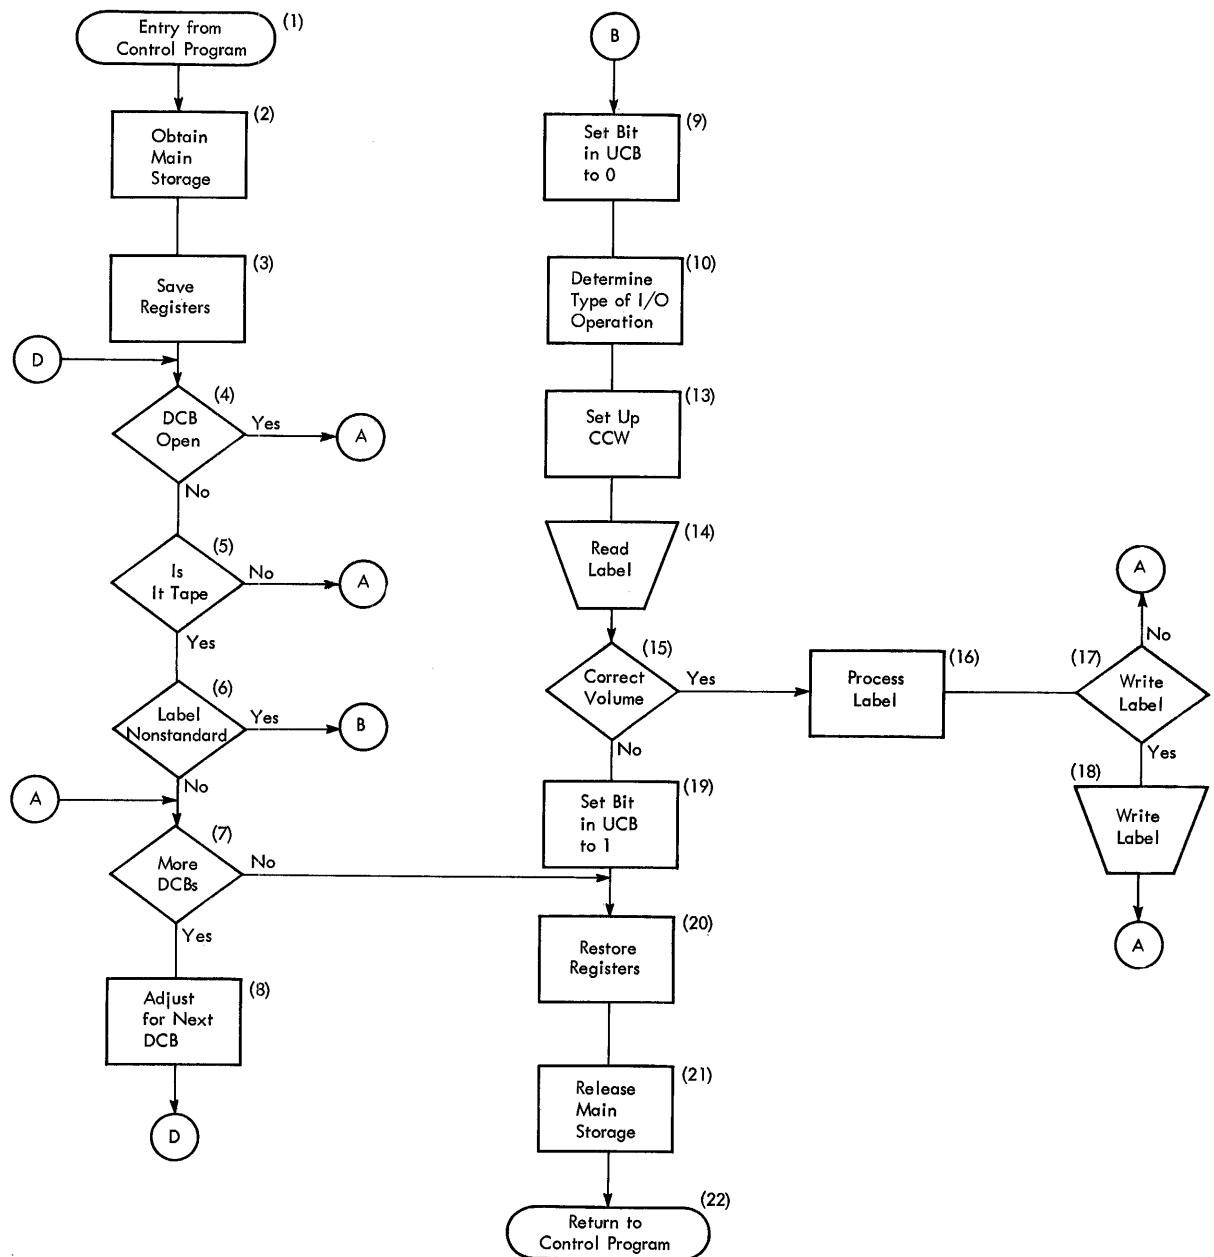 Entry from
Control Program
(1)
Obtain
Main
Storage
(2)
Save
Registers
(3)
D
DCB
Open
(4)
Yes
A
No
Is
It Tape
(5)
No
A
Yes
Label
Nonstandard
(6)
Yes
B
No
A
More
DCBs
(7)
No
Yes
Adjust
for Next
DCB
(8)
D
B
Set Bit
in UCB
to 0
(9)
Determine
Type of I/O
Operation
(10)
Set Up
CCW
(13)
Read
Label
(14)
Correct
Volume
(15)
Yes
No
Process
Label
(16)
Write
Label
(17)
No
A
Yes
Write
Label
(18)
A
Set Bit
in UCB
to 1
(19)
Restore
Registers
(20)
Release
Main
Storage
(21)
Return to
Control Program
(22)